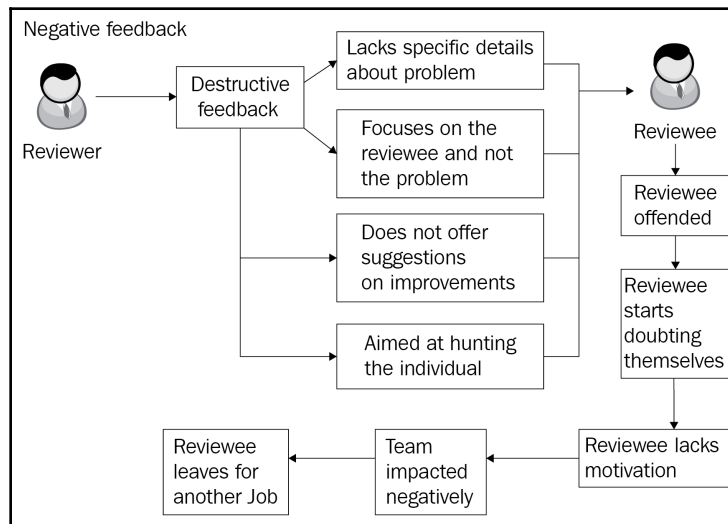 Negative feedback
Reviewer
Destructive
feedback
Lacks specific details
about problem
Focuses on the
reviewee and not
the problem
Does not offer
suggestions
on improvements
Aimed at hunting
the individual
Reviewee
Reviewee
offended
Reviewee
starts
doubting
themselves
Reviewee lacks
motivation
Team
impacted
negatively
Reviewee
leaves for
another Job